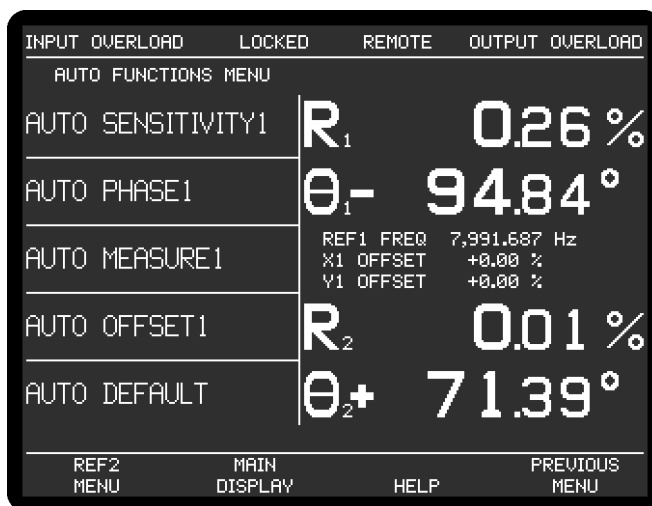 INPUT OVERLOAD LOCKED REMOTE OUTPUT OVERLOAD
AUTO FUNCTIONS MENU
AUTO SENSITIVITY1
R1 0.26 %
AUTO PHASE1
θ1- 94.84°
AUTO MEASURE1
REF1 FREQ 7,991.687 Hz
X1 OFFSET +0.00 %
Y1 OFFSET +0.00 %
AUTO OFFSET1
R2 0.01 %
AUTO DEFAULT
θ2+ 71.39°
REF2 MAIN PREVIOUS
MENU DISPLAY HELP MENU